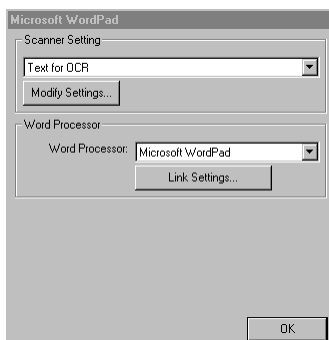 Microsoft WordPad
Scanner Setting
Text for OCR
Modify Settings...
Word Processor
Word Processor: Microsoft WordPad
Link Settings...
OK